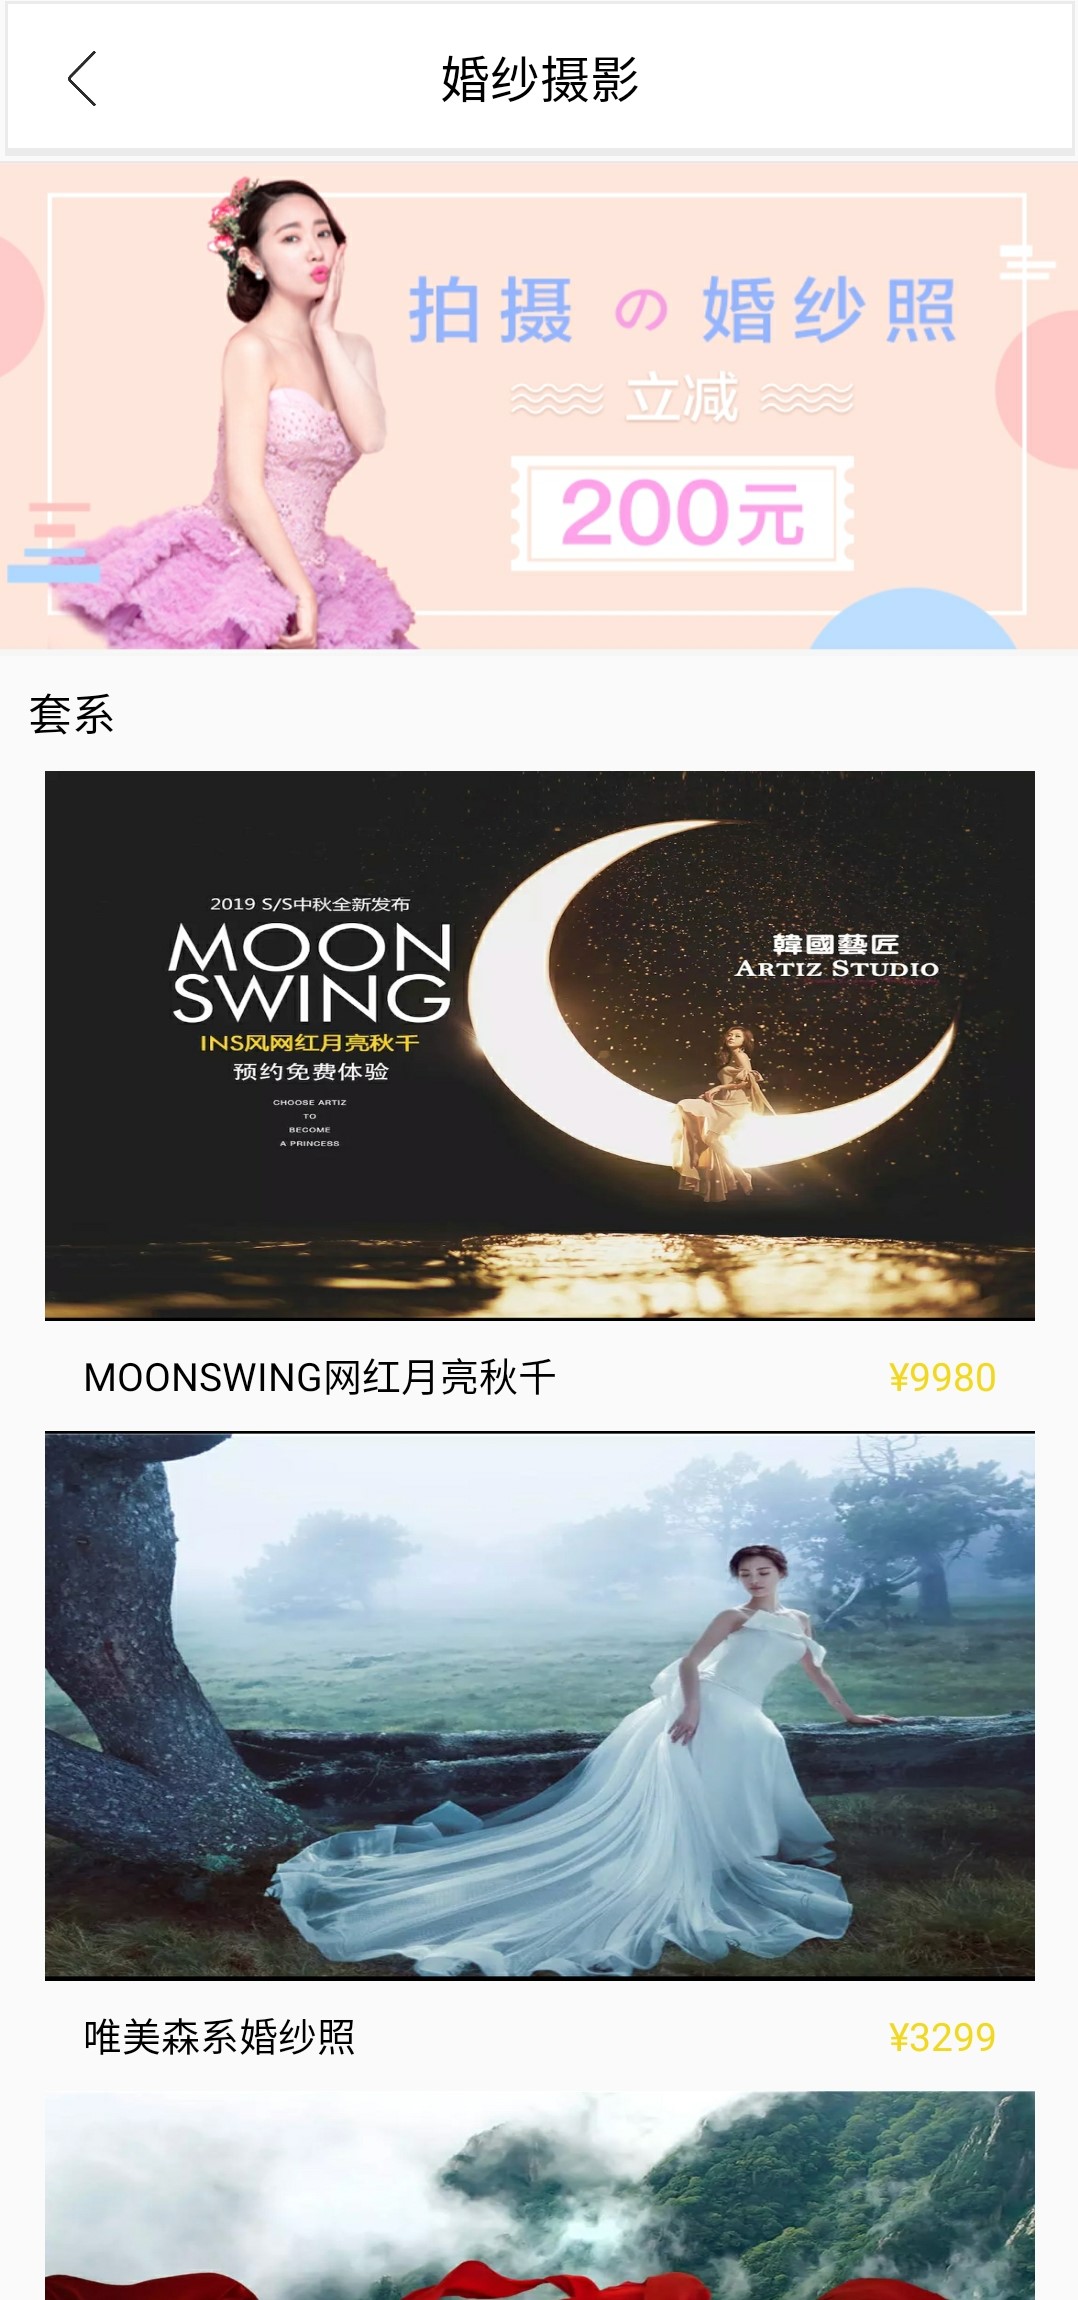 婚纱摄影
拍摄の婚纱照
立减
200元
套系
2019 S/S中秋全新发布
MOON
SWING
INS风网红月亮秋千
预约免费体验
CHOOSE ARTIZ
TO
BECOME
A PRINCESS
韓國藝匠
ARTIZ STUDIO
MOONSWING网红月亮秋千 ¥9980
唯美森系婚纱照 ¥3299